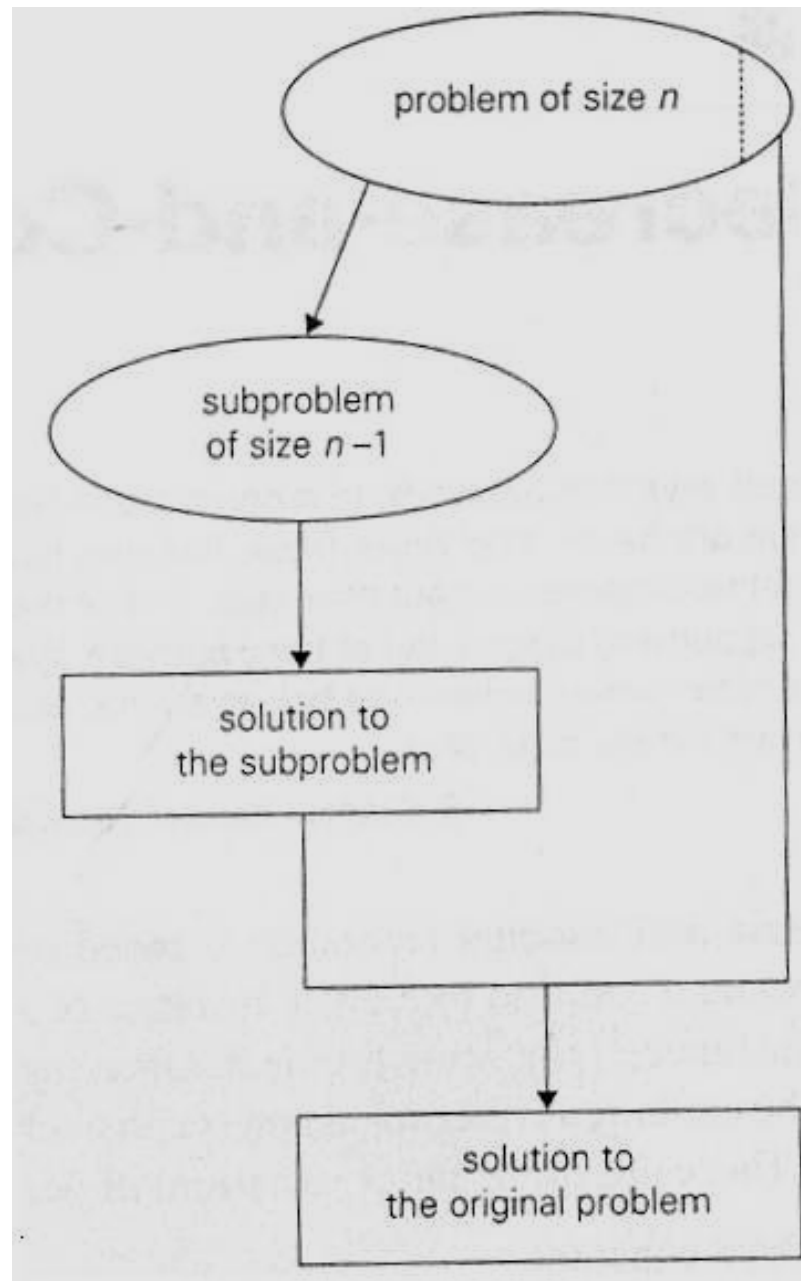 problem of size n
subproblem
of size n–1
solution to
the subproblem
solution to
the original problem